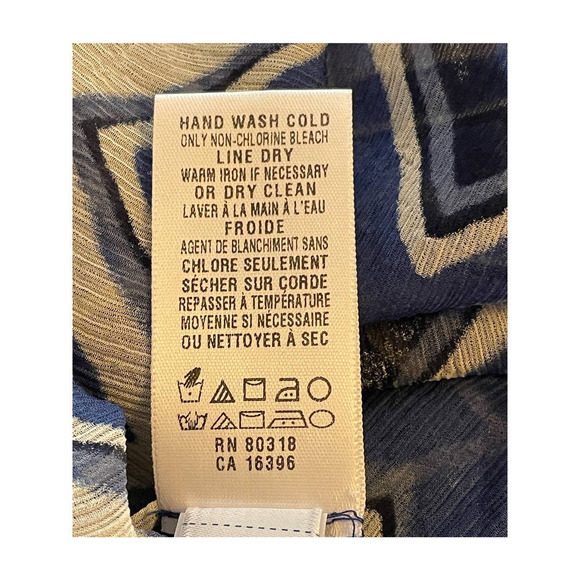 HAND WASH COLD
ONLY NON-CHLORINE BLEACH
LINE DRY
WARM IRON IF NECESSARY
OR DRY CLEAN
LAVER À LA MAIN À L'EAU
FROIDE
AGENT DE BLANCHIMENT SANS
CHLORE SEULEMENT
SÉCHER SUR CORDE
REPASSER À TEMPÉRATURE
MOYENNE SI NÉCESSAIRE
OU NETTOYER À SEC
RN 80318
CA 16396